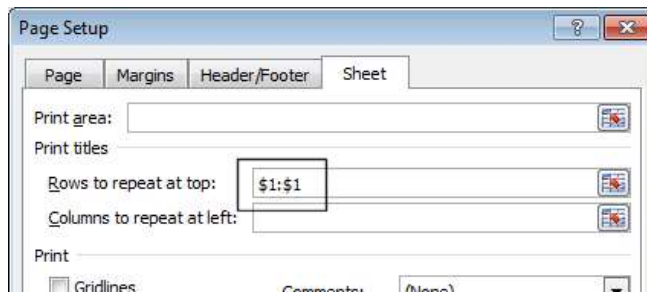 Page Setup
Page Margins Header/Footer Sheet
Print area:
Print titles
Rows to repeat at top: $1:$1
Columns to repeat at left:
Print
Gridlines Comments: (None)